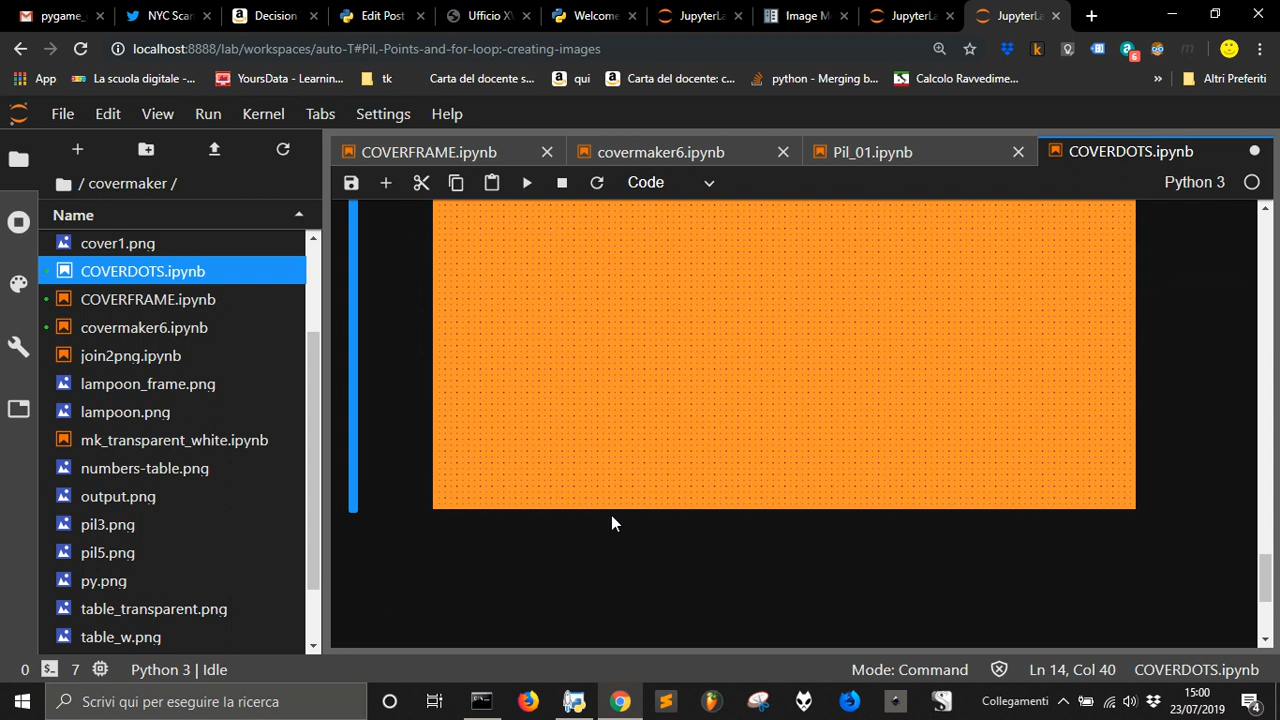 pygame_ NYC Scar Decision Edit Post Ufficio X Welcome JupyterLa Image M JupyterLa JupyterLa
localhost:8888/lab/workspaces/auto-T#Pil,-Points-and-for-loop:-creating-images
App La scuola digitale -... YoursData - Learnin... tk Carta del docente s... qui Carta del docente: c... python - Merging b... Calcolo Ravvedime... » Altri Preferiti
File Edit View Run Kernel Tabs Settings Help
COVERFRAME.ipynb covermaker6.ipynb Pil_01.ipynb COVERDOTS.ipynb
/ covermaker / Code Python 3
Name
cover1.png
COVERDOTS.ipynb
COVERFRAME.ipynb
covermaker6.ipynb
join2png.ipynb
lampoon_frame.png
lampoon.png
mk_transparent_white.ipynb
numbers-table.png
output.png
pil3.png
pil5.png
py.png
table_transparent.png
table_w.png
0 7 Python 3 | Idle Mode: Command Ln 14, Col 40 COVERDOTS.ipynb
Scrivi qui per eseguire la ricerca Collegamenti 15:00
23/07/2019 4